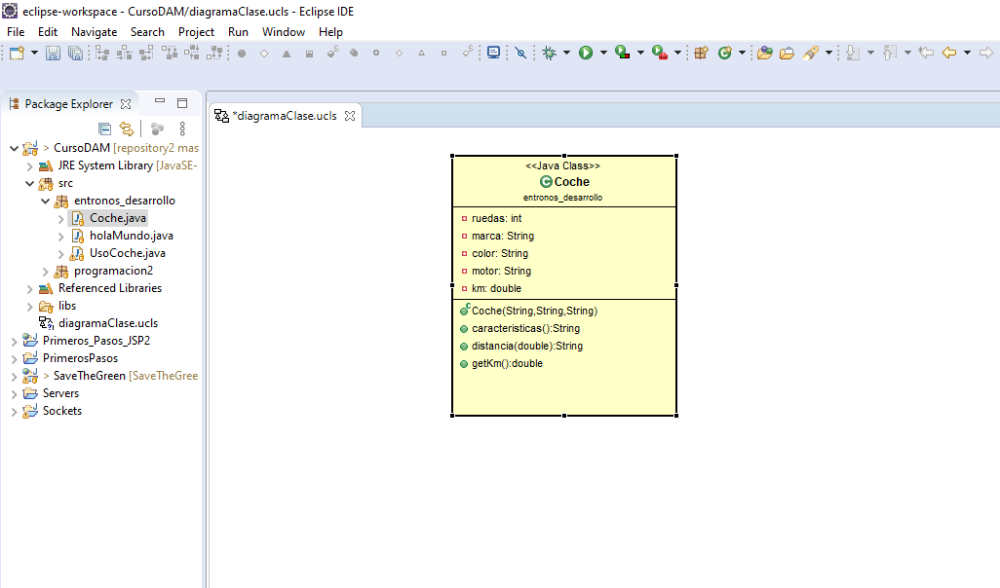 eclipse-workspace - CursoDAM/diagramaClase.ucls - Eclipse IDE
File Edit Navigate Search Project Run Window Help
Package Explorer
*diagramaClase.ucls
> CursoDAM [repository2 mas
JRE System Library [JavaSE-
src
entronos_desarrollo
Coche.java
holaMundo.java
UsoCoche.java
programacion2
Referenced Libraries
libs
diagramaClase.ucls
Primeros_Pasos_JSP2
PrimerosPasos
> SaveTheGreen [SaveTheGree
Servers
Sockets
<<Java Class>>
C Coche
entronos_desarrollo
ruedas: int
marca: String
color: String
motor: String
km: double
C Coche(String,String,String)
caracteristicas():String
distancia(double):String
getKm():double